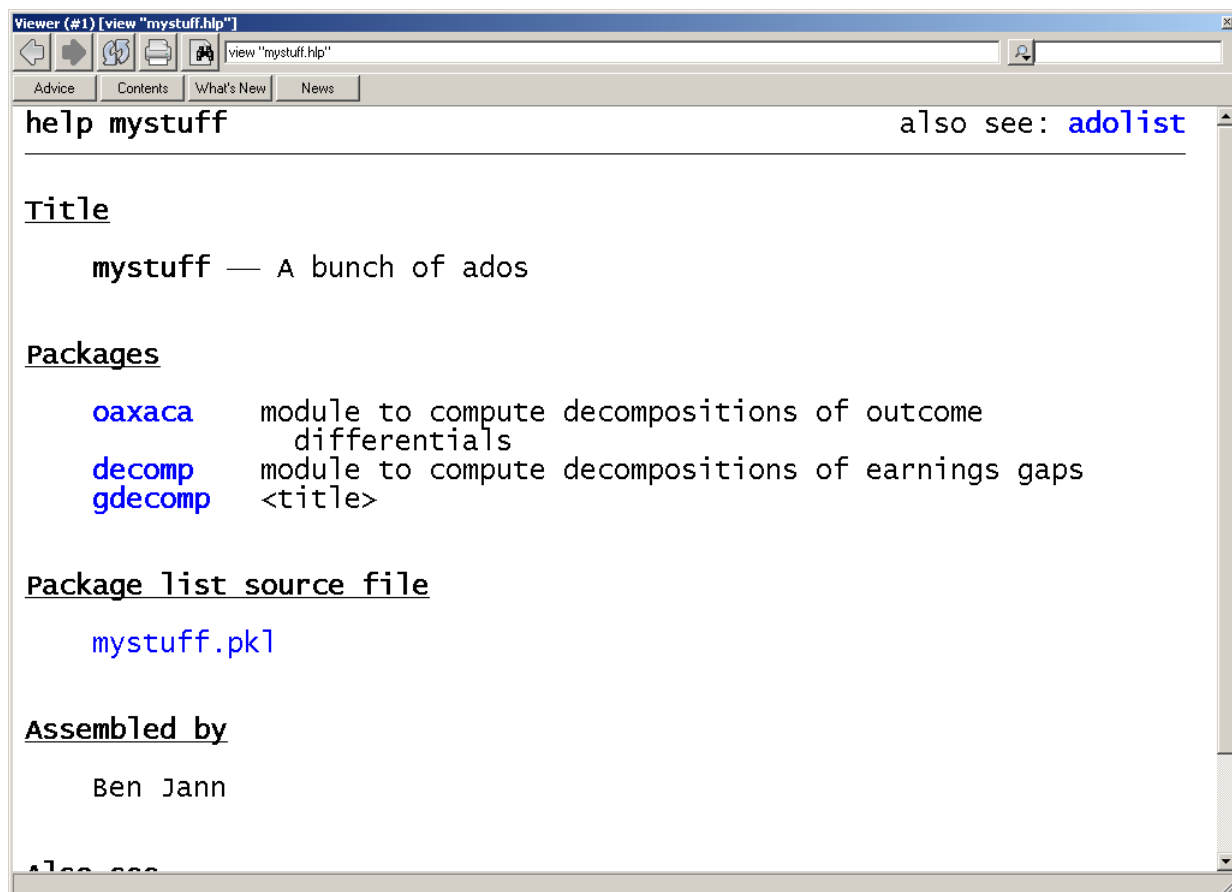 Viewer (#1) [view "mystuff.hlp"]
view "mystuff.hlp"
Advice Contents What's New News
help mystuff also see: adolist
Title
mystuff — A bunch of ados
Packages
oaxaca module to compute decompositions of outcome
differentials
decomp module to compute decompositions of earnings gaps
gdecomp <title>
Package list source file
mystuff.pkl
Assembled by
Ben Jann
Also see